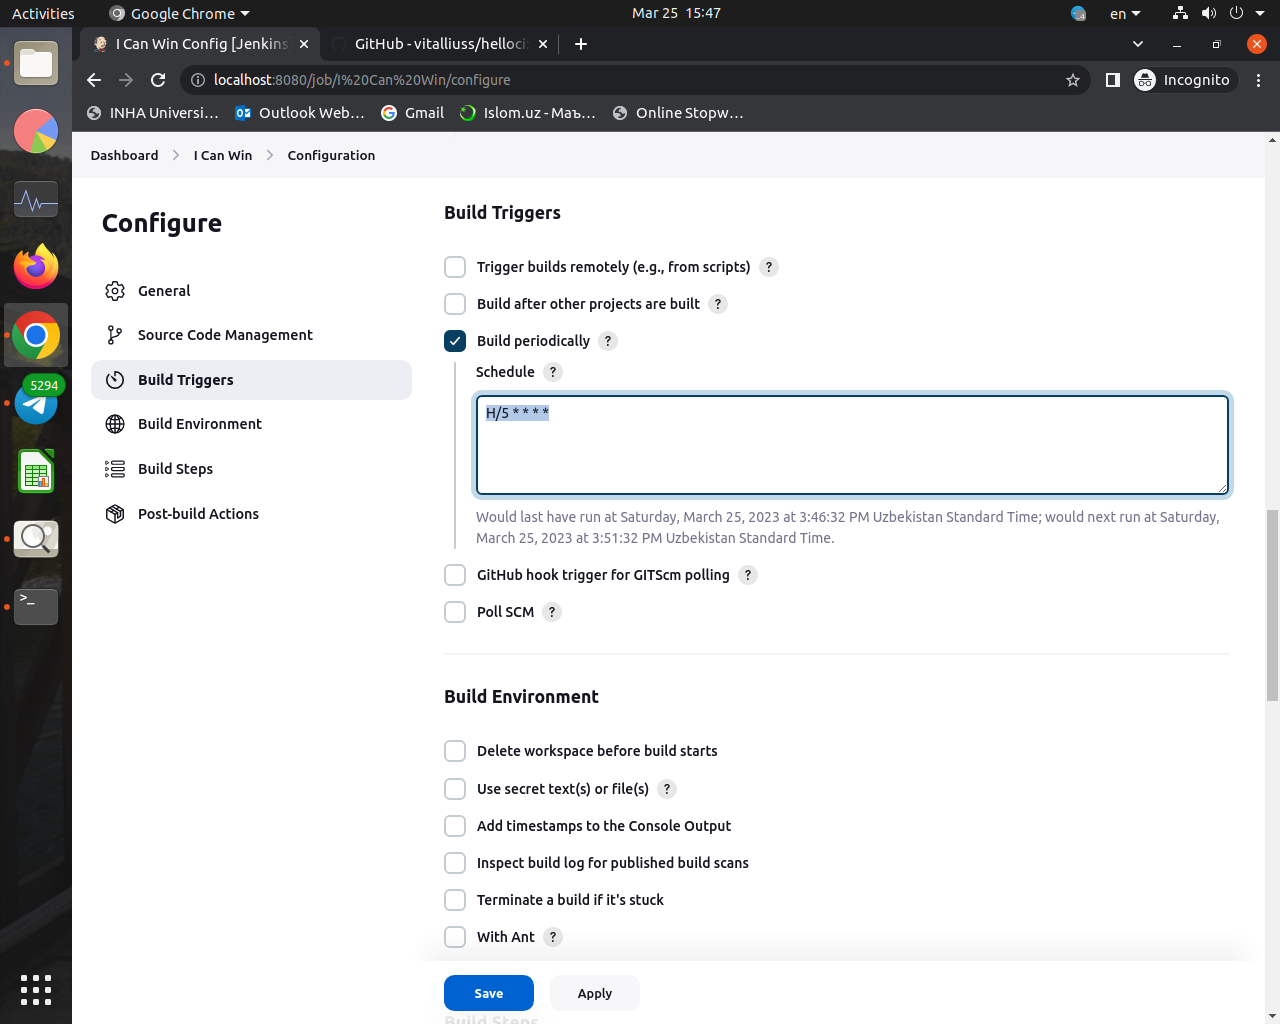 Activities
Google Chrome
Mar 25 15:47
en
I Can Win Config [Jenkins]
GitHub - vitalliuss/helloci
localhost:8080/job/I%20Can%20Win/configure
Incognito
INHA Universi...
Outlook Web...
Gmail
Islom.uz - Маъ...
Online Stopw...
Dashboard
I Can Win
Configuration
Configure
General
Source Code Management
Build Triggers
Build Environment
Build Steps
Post-build Actions
5294
>_
Build Triggers
Trigger builds remotely (e.g., from scripts) ?
Build after other projects are built ?
Build periodically ?
Schedule ?
H/5 * * * *
Would last have run at Saturday, March 25, 2023 at 3:46:32 PM Uzbekistan Standard Time; would next run at Saturday,
March 25, 2023 at 3:51:32 PM Uzbekistan Standard Time.
GitHub hook trigger for GITScm polling ?
Poll SCM ?
Build Environment
Delete workspace before build starts
Use secret text(s) or file(s) ?
Add timestamps to the Console Output
Inspect build log for published build scans
Terminate a build if it's stuck
With Ant ?
Save
Apply
Build Steps